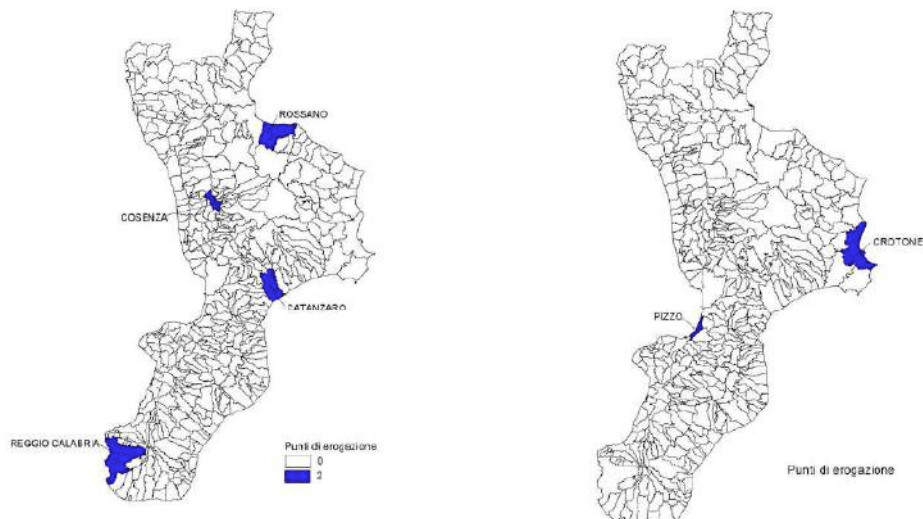 ROSSANO
COSENZA
CATANZARO
REGGIO CALABRIA
Punti di erogazione
0
2
CROTONE
PIZZO
Punti di erogazione